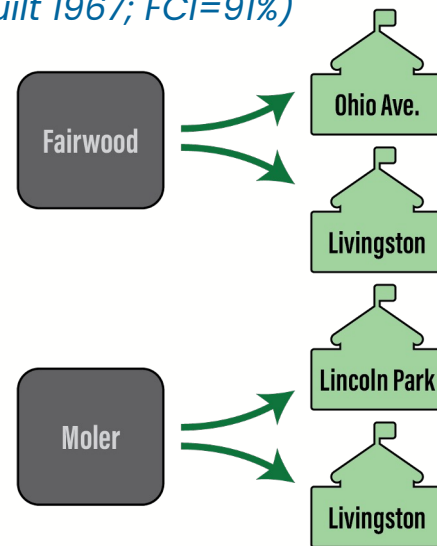 uilt 1967; FCI=91%)
Fairwood
Ohio Ave.
Livingston
Moler
Lincoln Park
Livingston